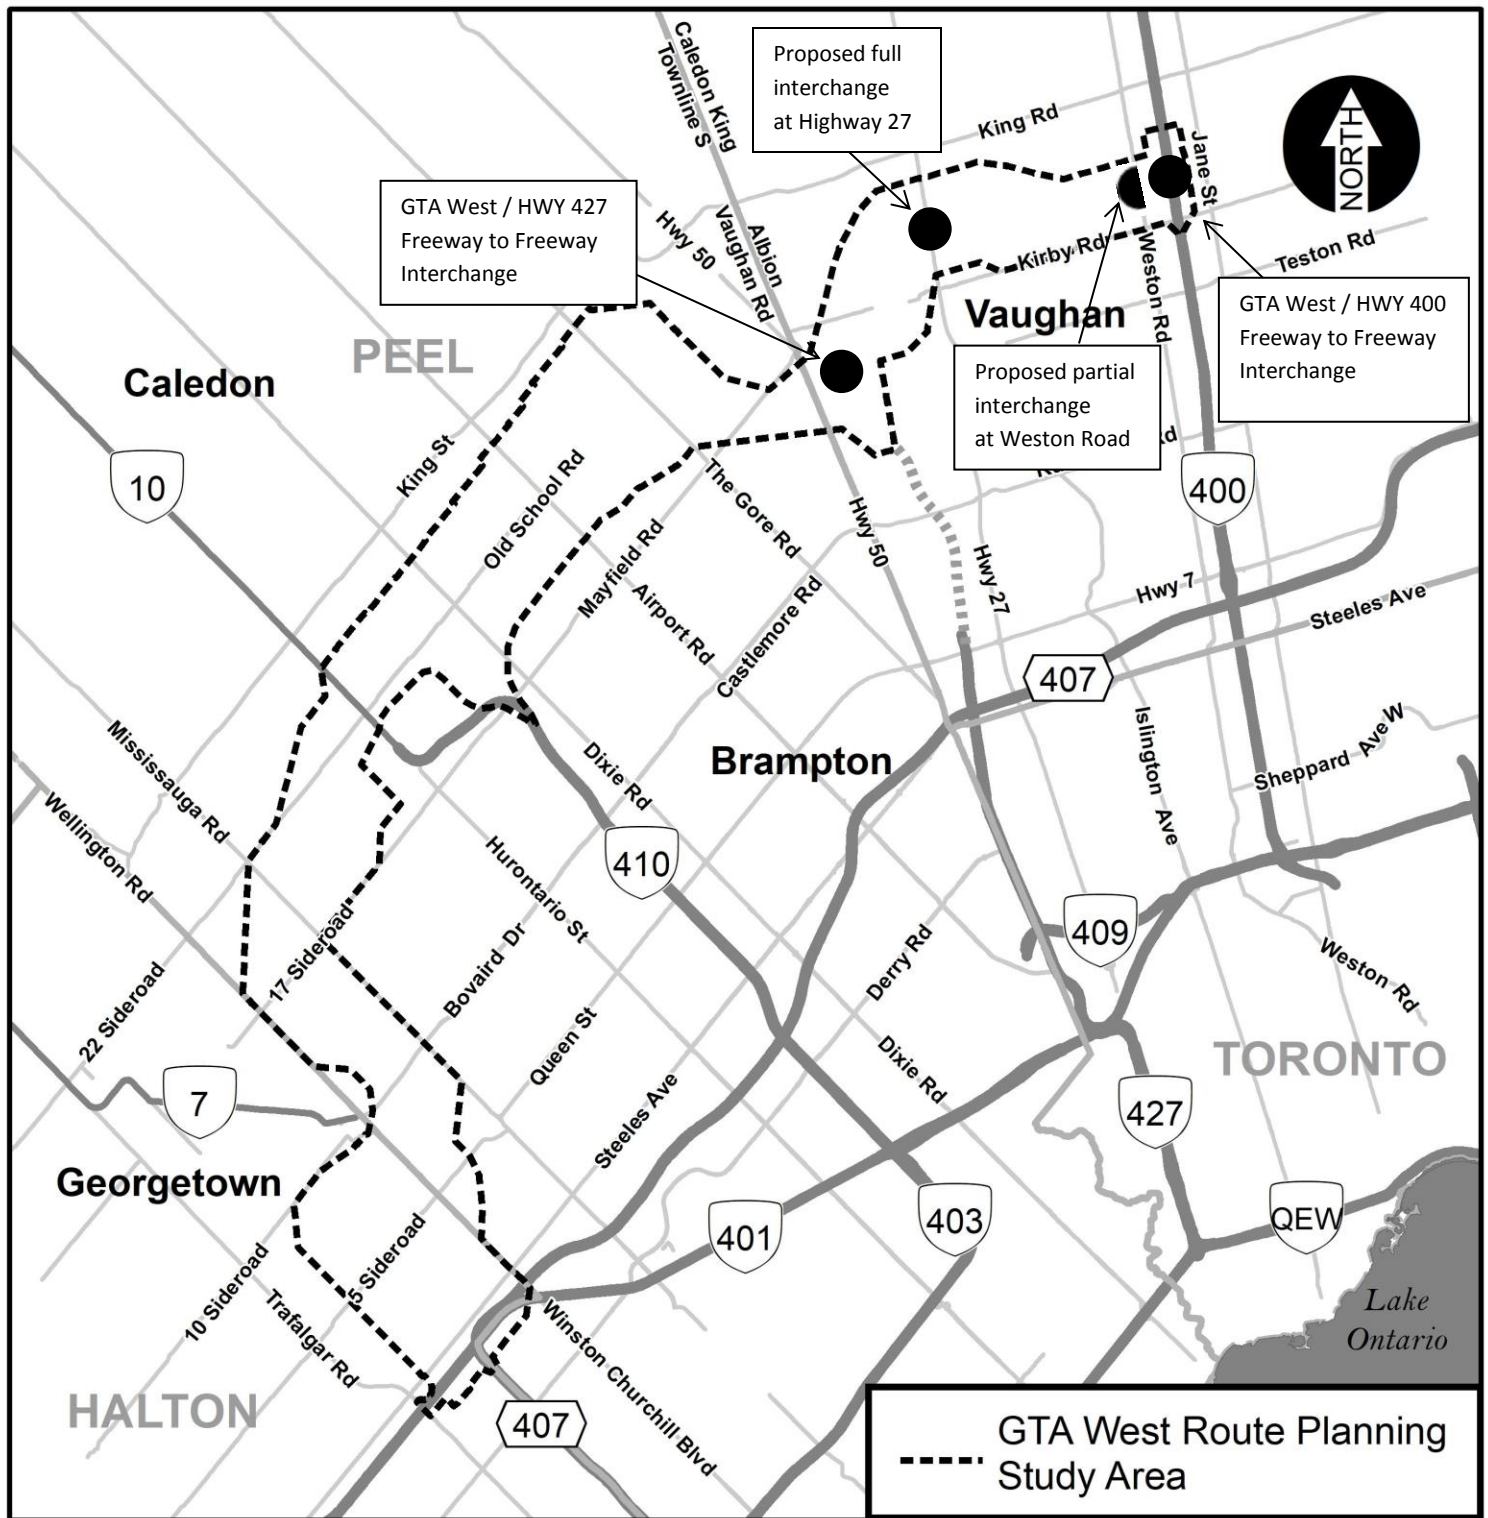 Caledon King
Townline S
Proposed full
interchange
at Highway 27
King Rd
Jane St
NORTH
GTA West / HWY 427
Freeway to Freeway
Interchange
Hwy 50
Albion
Vaughan Rd
Kirby Rd
Weston Rd
Teston Rd
Vaughan
GTA West / HWY 400
Freeway to Freeway
Interchange
PEEL
Caledon
Proposed partial
interchange
at Weston Road
Rd
10
King St
Old School Rd
The Gore Rd
400
Hwy 50
Mayfield Rd
Airport Rd
Castlemore Rd
Hwy 27
Hwy 7
Steeles Ave
407
Mississauga Rd
Dixie Rd
Brampton
Islington Ave
Sheppard Ave W
Wellington Rd
410
Hurontario St
17 Sideroad
Bovaird Dr
409
Derry Rd
Weston Rd
22 Sideroad
Queen St
Dixie Rd
TORONTO
7
Steeles Ave
427
Georgetown
401
403
QEW
10 Sideroad
5 Sideroad
Trafalgar Rd
Winston Churchill Blvd
Lake
Ontario
HALTON
407
GTA West Route Planning
Study Area